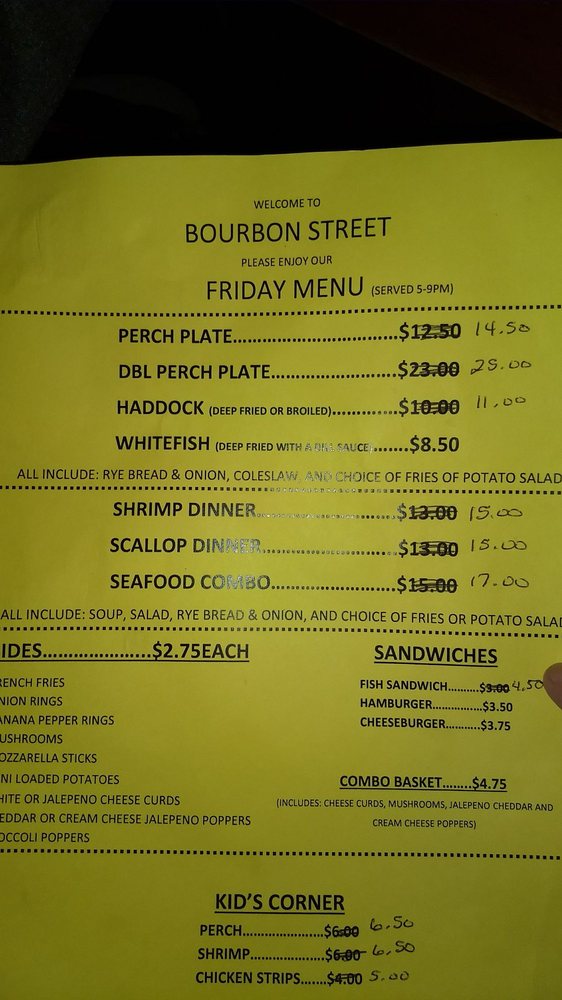 WELCOME TO
BOURBON STREET
PLEASE ENJOY OUR
FRIDAY MENU (SERVED 5-9PM)
PERCH PLATE....................................$12.50 14.50
DBL PERCH PLATE...........................$23.00 25.00
HADDOCK (DEEP FRIED OR BROILED)..............$10.00 11.00
WHITEFISH (DEEP FRIED WITH A DILL SAUCE)........$8.50
ALL INCLUDE: RYE BREAD & ONION, COLESLAW, AND CHOICE OF FRIES OF POTATO SALAD
SHRIMP DINNER..............................$13.00 15.00
SCALLOP DINNER.............................$13.00 15.00
SEAFOOD COMBO...........................$15.00 17.00
ALL INCLUDE: SOUP, SALAD, RYE BREAD & ONION, AND CHOICE OF FRIES OR POTATO SALAD
IDES....................$2.75EACH
RENCH FRIES
NION RINGS
ANANA PEPPER RINGS
USHROOMS
OZZARELLA STICKS
NI LOADED POTATOES
HITE OR JALEPENO CHEESE CURDS
EDDAR OR CREAM CHEESE JALEPENO POPPERS
OCCOLI POPPERS
SANDWICHES
FISH SANDWICH..........$3.00 4.50
HAMBURGER................$3.50
CHEESEBURGER...........$3.75
COMBO BASKET........$4.75
(INCLUDES: CHEESE CURDS, MUSHROOMS, JALEPENO CHEDDAR AND
CREAM CHEESE POPPERS)
KID'S CORNER
PERCH......................$6.00 6.50
SHRIMP....................$6.00 6.50
CHICKEN STRIPS.....$4.00 5.00